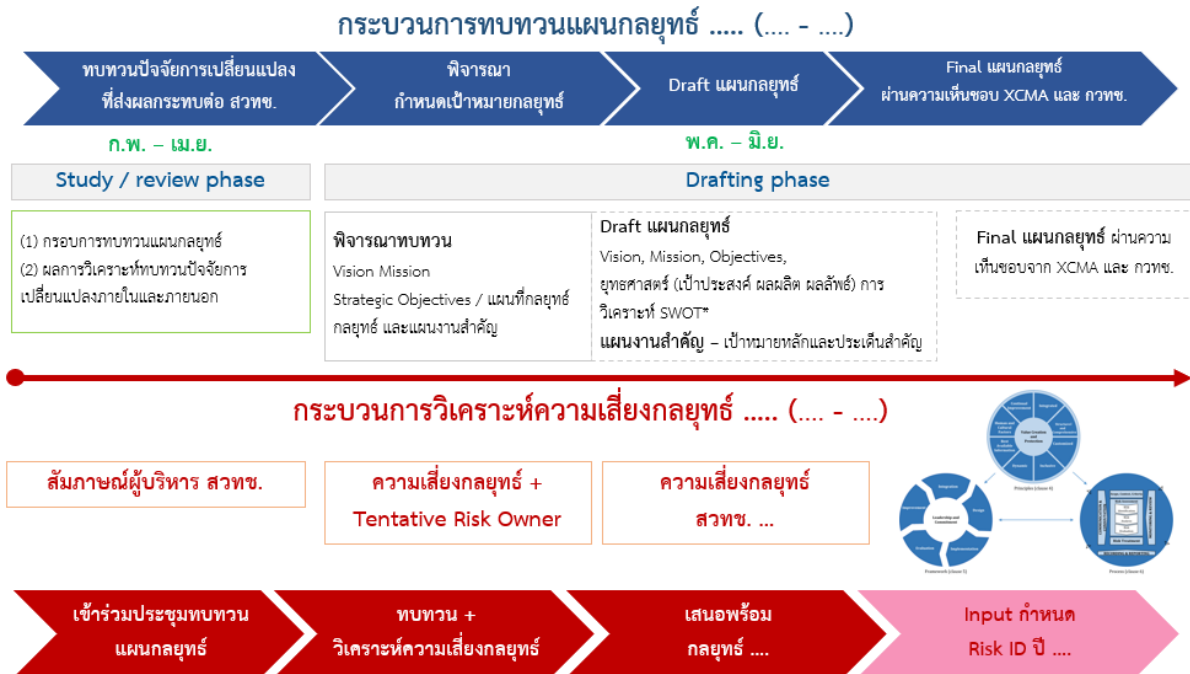 กระบวนการทบทวนแผนกลยุทธ์ ..... (.... - ....)
ทบทวนปัจจัยการเปลี่ยนแปลง
ที่ส่งผลกระทบต่อ สวทช.
พิจารณา
กำหนดเป้าหมายกลยุทธ์
Draft แผนกลยุทธ์
Final แผนกลยุทธ์
ผ่านความเห็นชอบ XCMA และ กวทช.
ก.พ. – เม.ย.
พ.ค. – มิ.ย.
Study / review phase
Drafting phase
(1) กรอบการทบทวนแผนกลยุทธ์
(2) ผลการวิเคราะห์ทบทวนปัจจัยการ
เปลี่ยนแปลงภายในและภายนอก
พิจารณาทบทวน
Vision Mission
Strategic Objectives / แผนที่กลยุทธ์
กลยุทธ์ และแผนงานสำคัญ
Draft แผนกลยุทธ์
Vision, Mission, Objectives,
ยุทธศาสตร์ (เป้าประสงค์ ผลผลิต ผลลัพธ์) การ
วิเคราะห์ SWOT*
แผนงานสำคัญ – เป้าหมายหลักและประเด็นสำคัญ
Final แผนกลยุทธ์ ผ่านความ
เห็นชอบจาก XCMA และ กวทช.
กระบวนการวิเคราะห์ความเสี่ยงกลยุทธ์ ..... (.... - ....)
สัมภาษณ์ผู้บริหาร สวทช.
ความเสี่ยงกลยุทธ์ +
Tentative Risk Owner
ความเสี่ยงกลยุทธ์
สวทช. ...
Value Creation
and
Protection
Principles (clause 4)
Integration
Design
Implementation
Evaluation
Improvement
Leadership and
Commitment
Framework (clause 5)
Risk Treatment
Process (clause 6)
เข้าร่วมประชุมทบทวน
แผนกลยุทธ์
ทบทวน +
วิเคราะห์ความเสี่ยงกลยุทธ์
เสนอพร้อม
กลยุทธ์ ....
Input กำหนด
Risk ID ปี ....